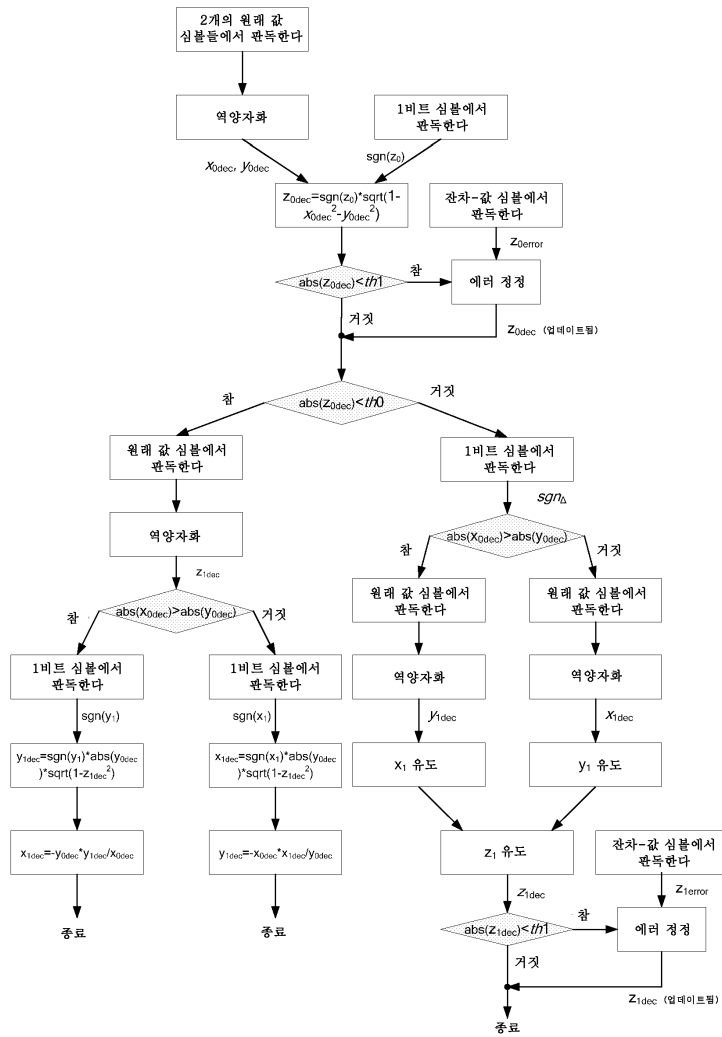 2개의 원래 값
심볼들에서 판독한다
역양자화
1비트 심볼에서
판독한다
x0dec, y0dec
sgn(z0)
z0dec=sgn(z0)*sqrt(1-
x0dec²-y0dec²)
잔차-값 심볼에서
판독한다
z0error
abs(z0dec)<th1
참
에러 정정
거짓
z0dec (업데이트됨)
abs(z0dec)<th0
참
거짓
원래 값 심볼에서
판독한다
역양자화
z1dec
abs(x0dec)>abs(y0dec)
참
거짓
1비트 심볼에서
판독한다
sgn(y1)
y1dec=sgn(y1)*abs(y0dec
)*sqrt(1-z1dec²)
x1dec=-y0dec*y1dec/x0dec
종료
1비트 심볼에서
판독한다
sgn(x1)
x1dec=sgn(x1)*abs(y0dec
)*sqrt(1-z1dec²)
y1dec=-x0dec*x1dec/y0dec
종료
1비트 심볼에서
판독한다
sgnΔ
abs(x0dec)>abs(y0dec)
참
거짓
원래 값 심볼에서
판독한다
역양자화
y1dec
x1 유도
원래 값 심볼에서
판독한다
역양자화
x1dec
y1 유도
z1 유도
z1dec
잔차-값 심볼에서
판독한다
z1error
abs(z1dec)<th1
참
에러 정정
거짓
z1dec (업데이트됨)
종료